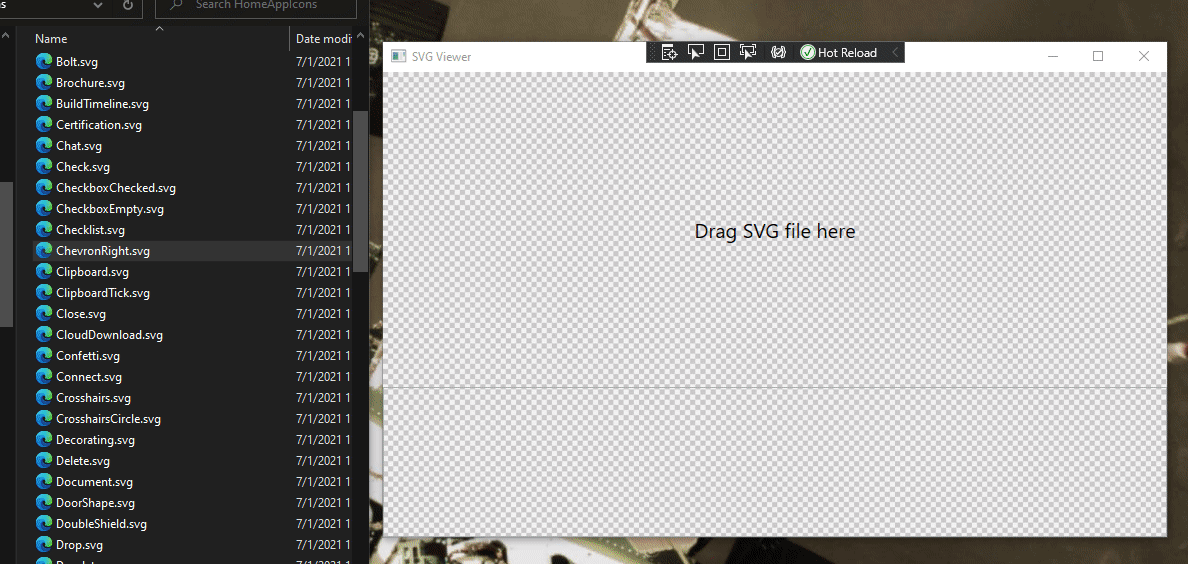 Search HomeAppIcons
Name Date modi
Bolt.svg 7/1/2021 1
Brochure.svg 7/1/2021 1
BuildTimeline.svg 7/1/2021 1
Certification.svg 7/1/2021 1
Chat.svg 7/1/2021 1
Check.svg 7/1/2021 1
CheckboxChecked.svg 7/1/2021 1
CheckboxEmpty.svg 7/1/2021 1
Checklist.svg 7/1/2021 1
ChevronRight.svg 7/1/2021 1
Clipboard.svg 7/1/2021 1
ClipboardTick.svg 7/1/2021 1
Close.svg 7/1/2021 1
CloudDownload.svg 7/1/2021 1
Confetti.svg 7/1/2021 1
Connect.svg 7/1/2021 1
Crosshairs.svg 7/1/2021 1
CrosshairsCircle.svg 7/1/2021 1
Decorating.svg 7/1/2021 1
Delete.svg 7/1/2021 1
Document.svg 7/1/2021 1
DoorShape.svg 7/1/2021 1
DoubleShield.svg 7/1/2021 1
Drop.svg 7/1/2021 1
SVG Viewer
Hot Reload
Drag SVG file here